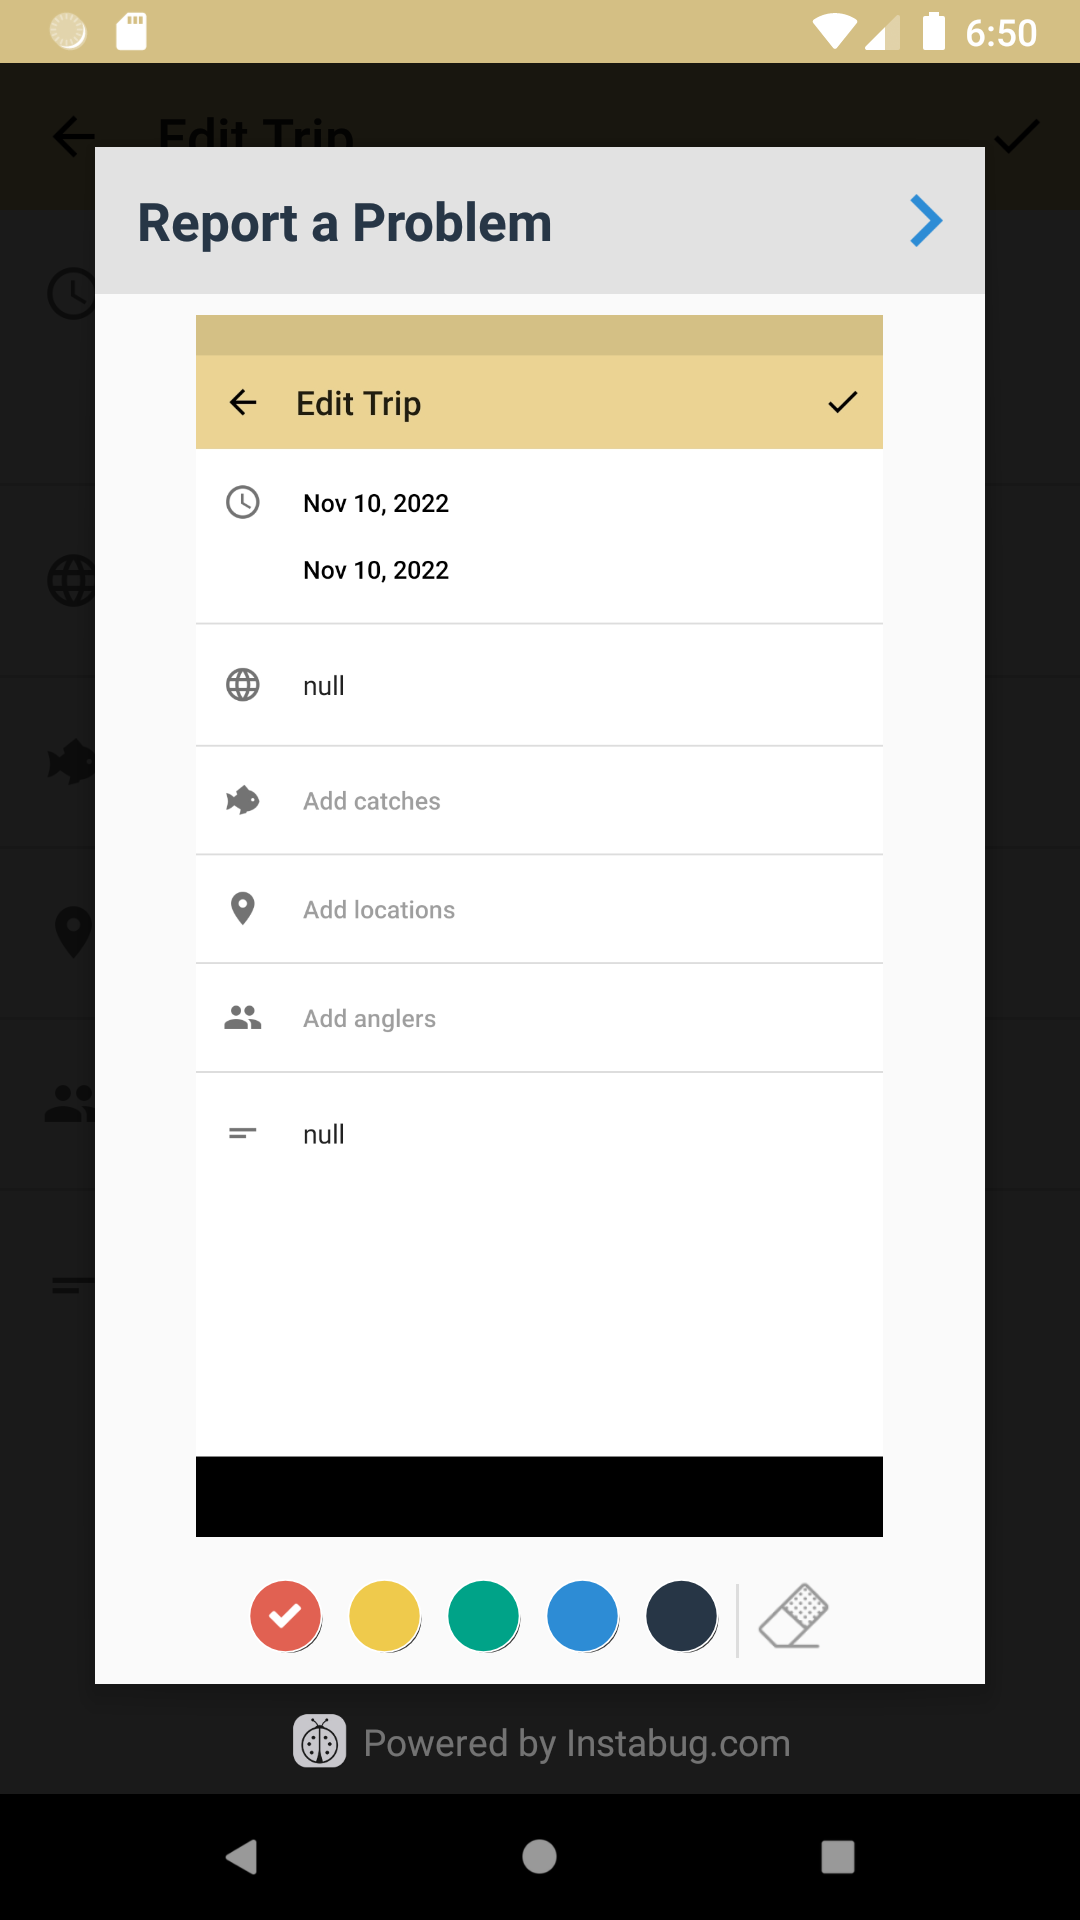 6:50
Edit Trip
Report a Problem
Edit Trip
Nov 10, 2022
Nov 10, 2022
null
Add catches
Add locations
Add anglers
null
Powered by Instabug.com